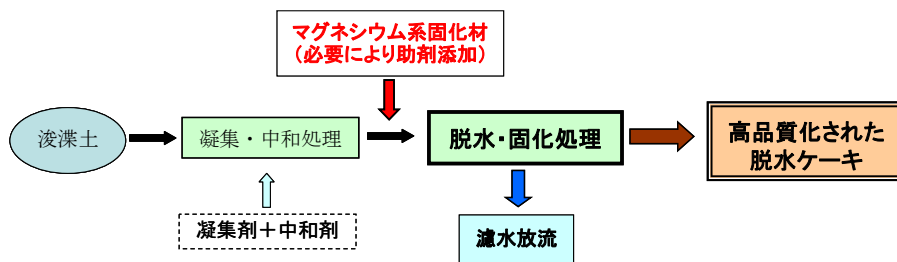 マグネシウム系固化材
（必要により助剤添加）
浚渫土
凝集・中和処理
脱水・固化処理
高品質化された
脱水ケーキ
凝集剤＋中和剤
濾水放流